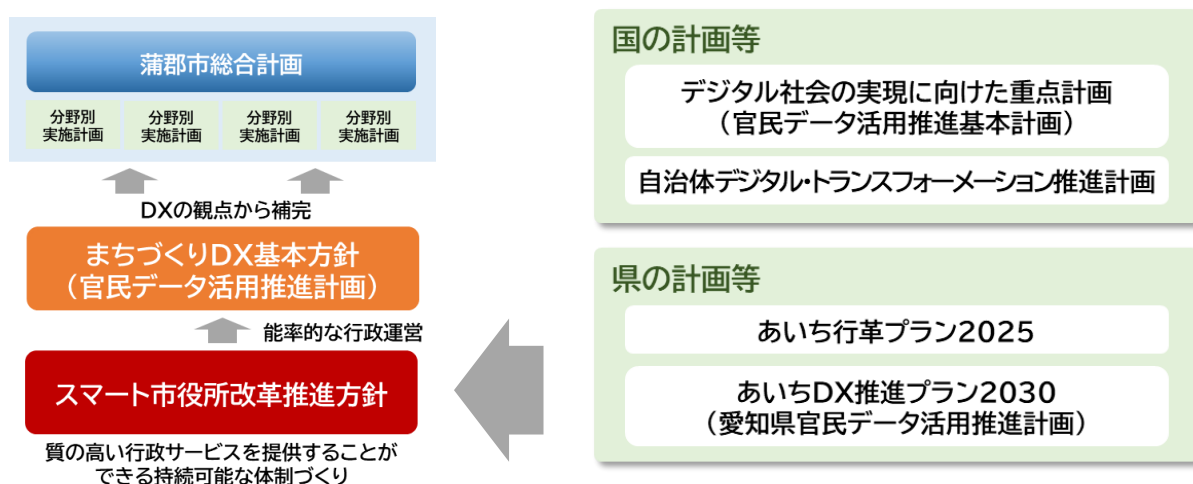 蒲郡市総合計画
分野別
実施計画
分野別
実施計画
分野別
実施計画
分野別
実施計画
DXの観点から補完
まちづくりDX基本方針
（官民データ活用推進計画）
能率的な行政運営
スマート市役所改革推進方針
質の高い行政サービスを提供することが
できる持続可能な体制づくり
国の計画等
デジタル社会の実現に向けた重点計画
（官民データ活用推進基本計画）
自治体デジタル・トランスフォーメーション推進計画
県の計画等
あいち行革プラン2025
あいちDX推進プラン2030
（愛知県官民データ活用推進計画）